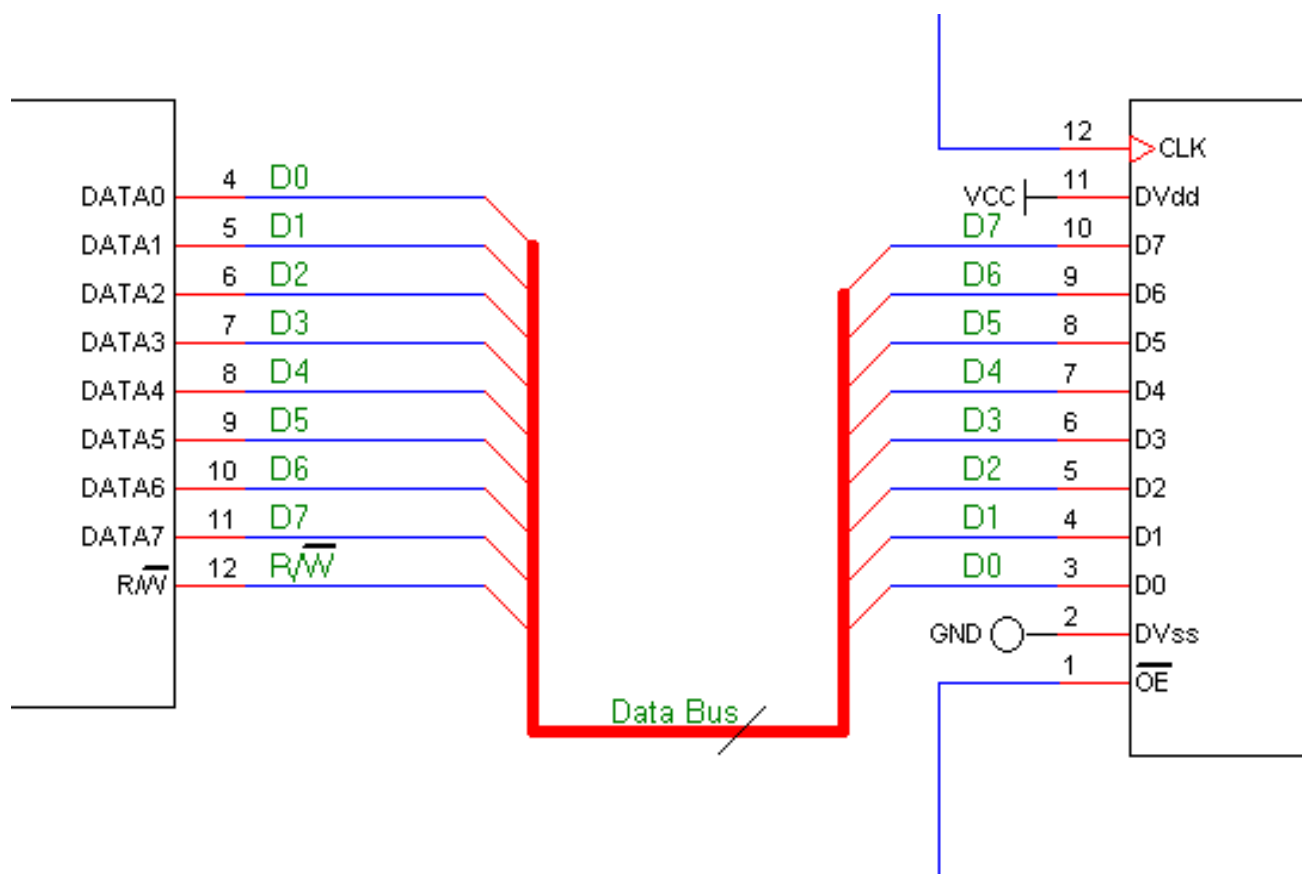 12 CLK
VCC 11 DVdd
DATA0 4 D0
D7 10 D7
DATA1 5 D1
D6 9 D6
DATA2 6 D2
D5 8 D5
DATA3 7 D3
D4 7 D4
DATA4 8 D4
D3 6 D3
DATA5 9 D5
D2 5 D2
DATA6 10 D6
D1 4 D1
DATA7 11 D7
D0 3 D0
R/W̅ 12 R/W̅
GND 2 DVss
1 O̅E̅
Data Bus